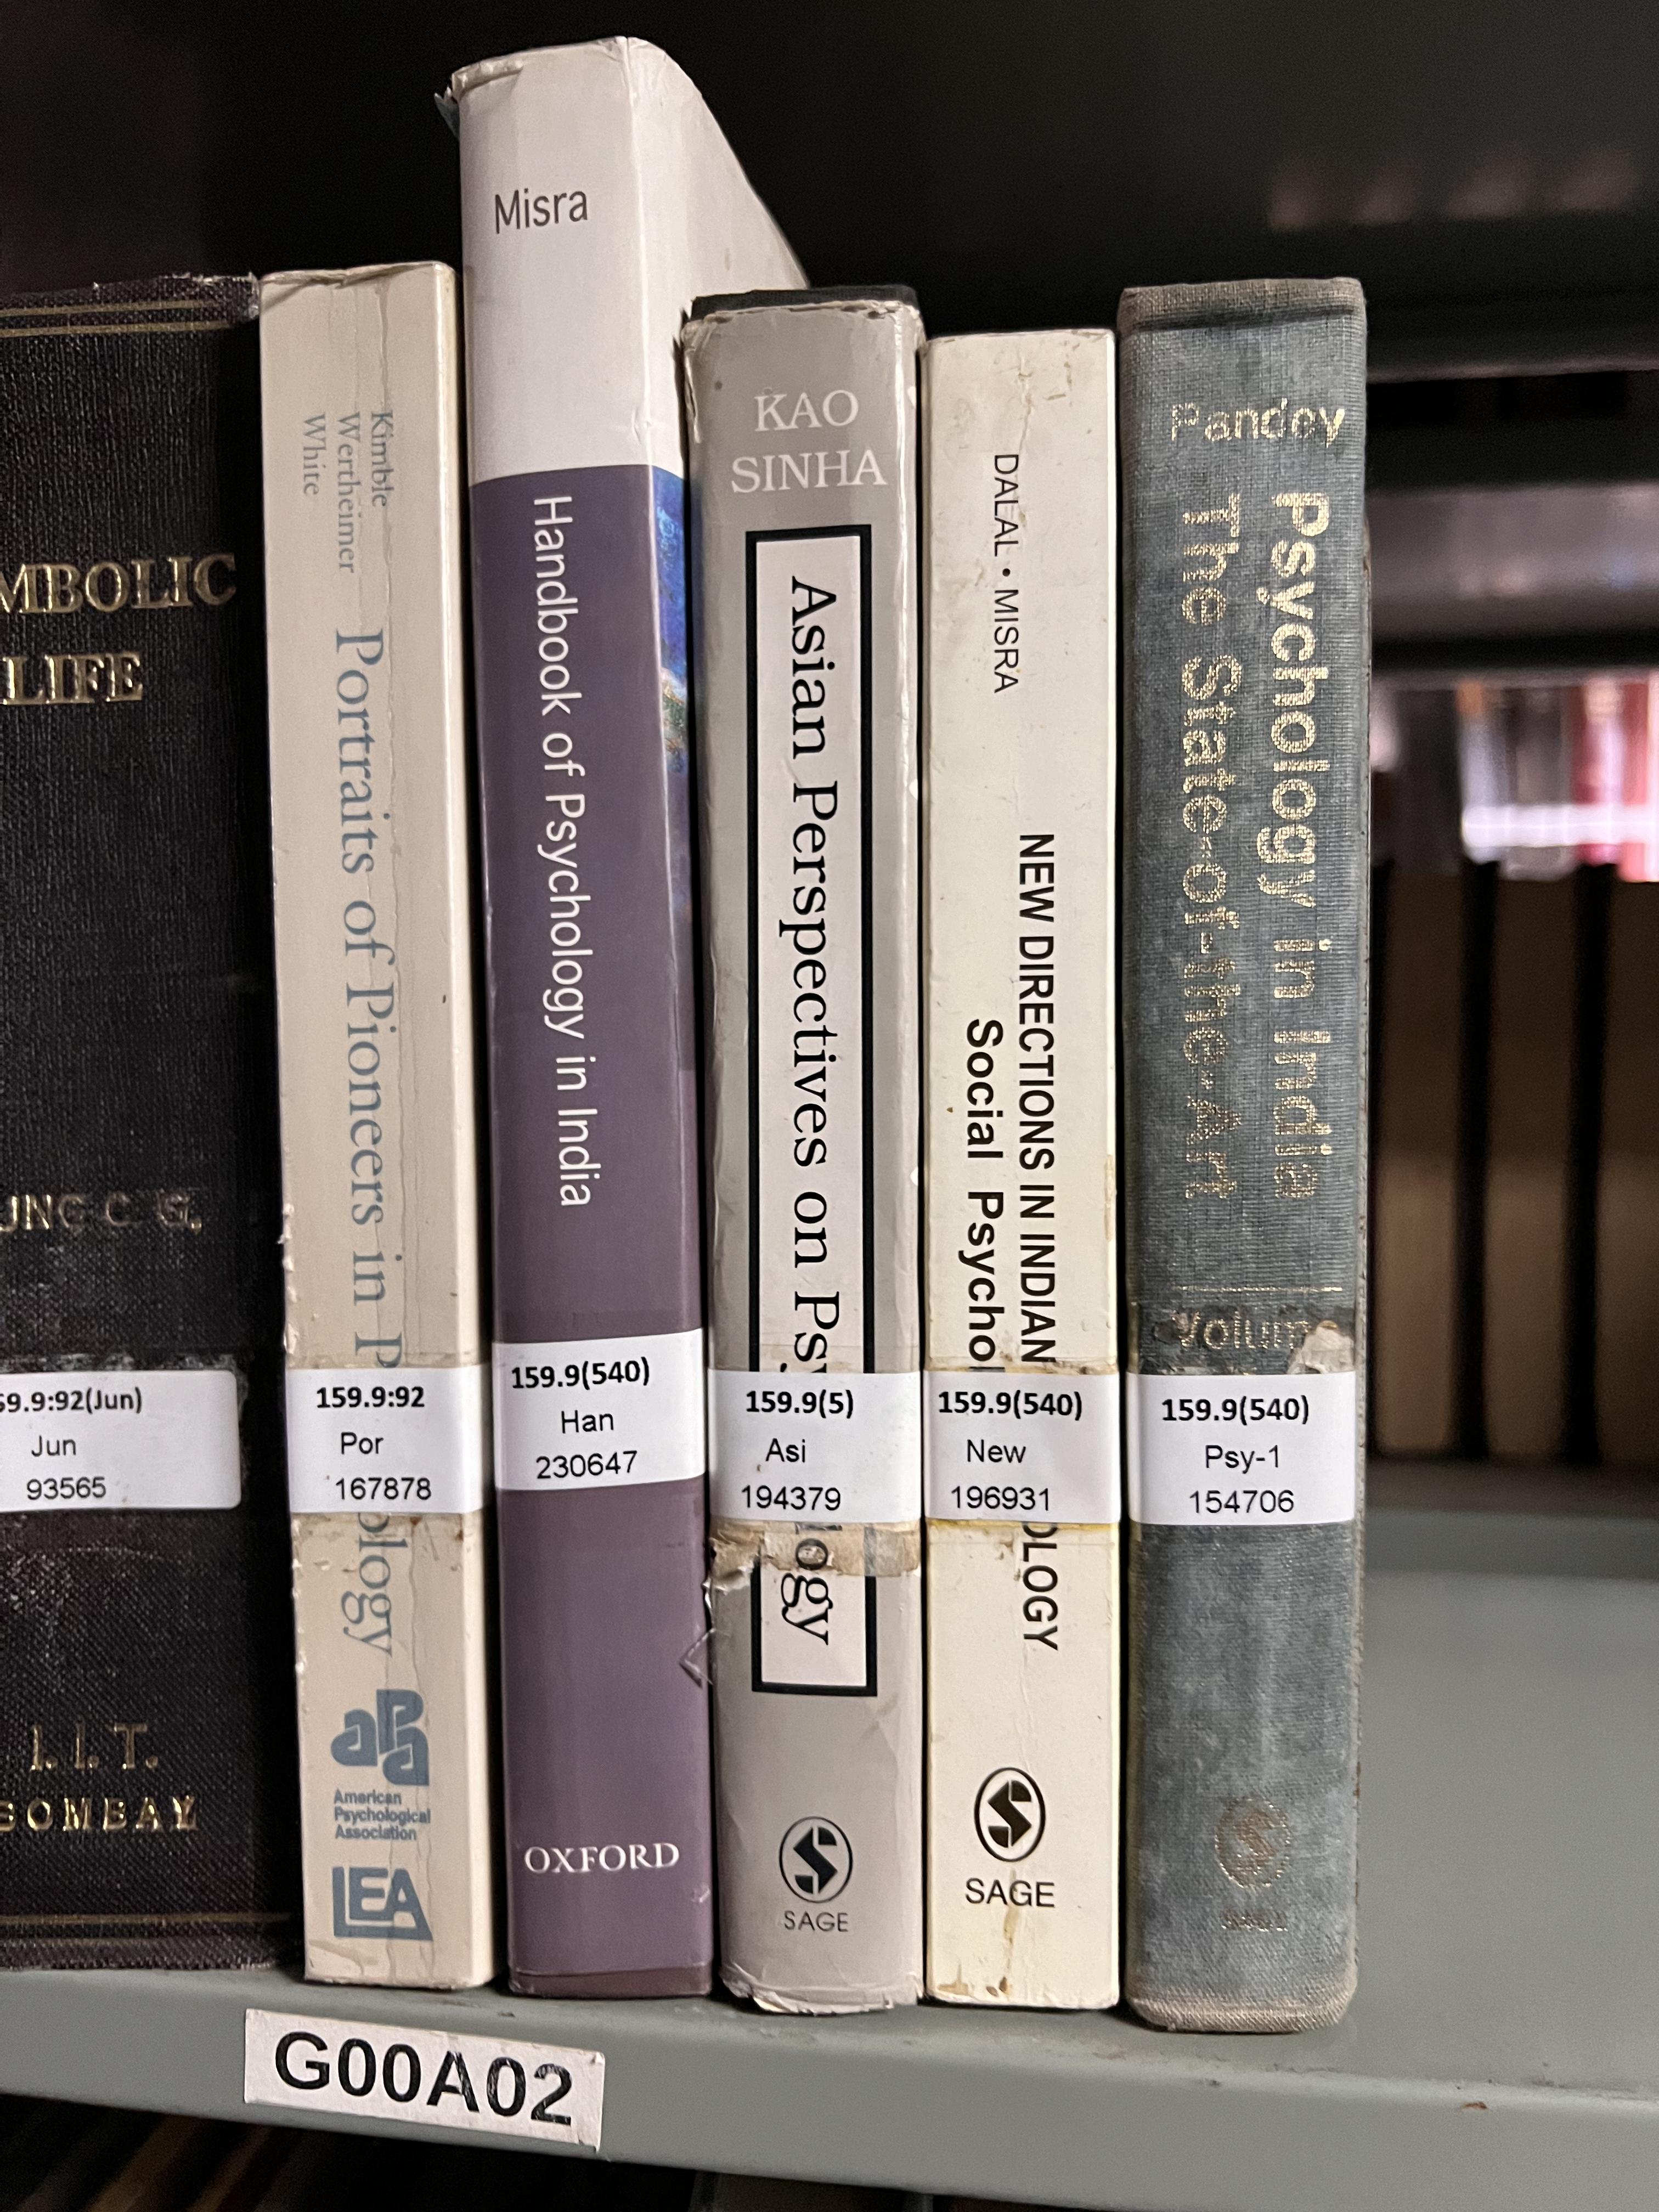 MBOLIC
LIFE
JNG C. G.
59.9:92(Jun)
Jun
93565
I.I.T.
BOMBAY
Kimble
Wertheimer
White
Portraits of Pioneers in P
ology
159.9:92
Por
167878
apa
American
Psychological
Association
LEA
Misra
Handbook of Psychology in India
159.9(540)
Han
230647
OXFORD
KAO
SINHA
Asian Perspectives on Psy
logy
159.9(5)
Asi
194379
SAGE
DALAL • MISRA
NEW DIRECTIONS IN INDIAN
Social Psycho
OLOGY
159.9(540)
New
196931
SAGE
Pandey
Psychology in India
The State-of-the-Art
Volum
159.9(540)
Psy-1
154706
G00A02